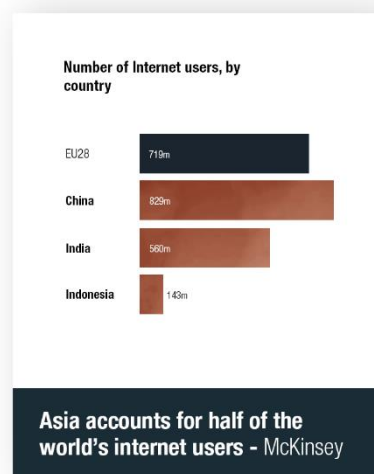 Number of Internet users, by
country
EU28 719m
China 829m
India 560m
Indonesia 143m
Asia accounts for half of the
world's internet users - McKinsey